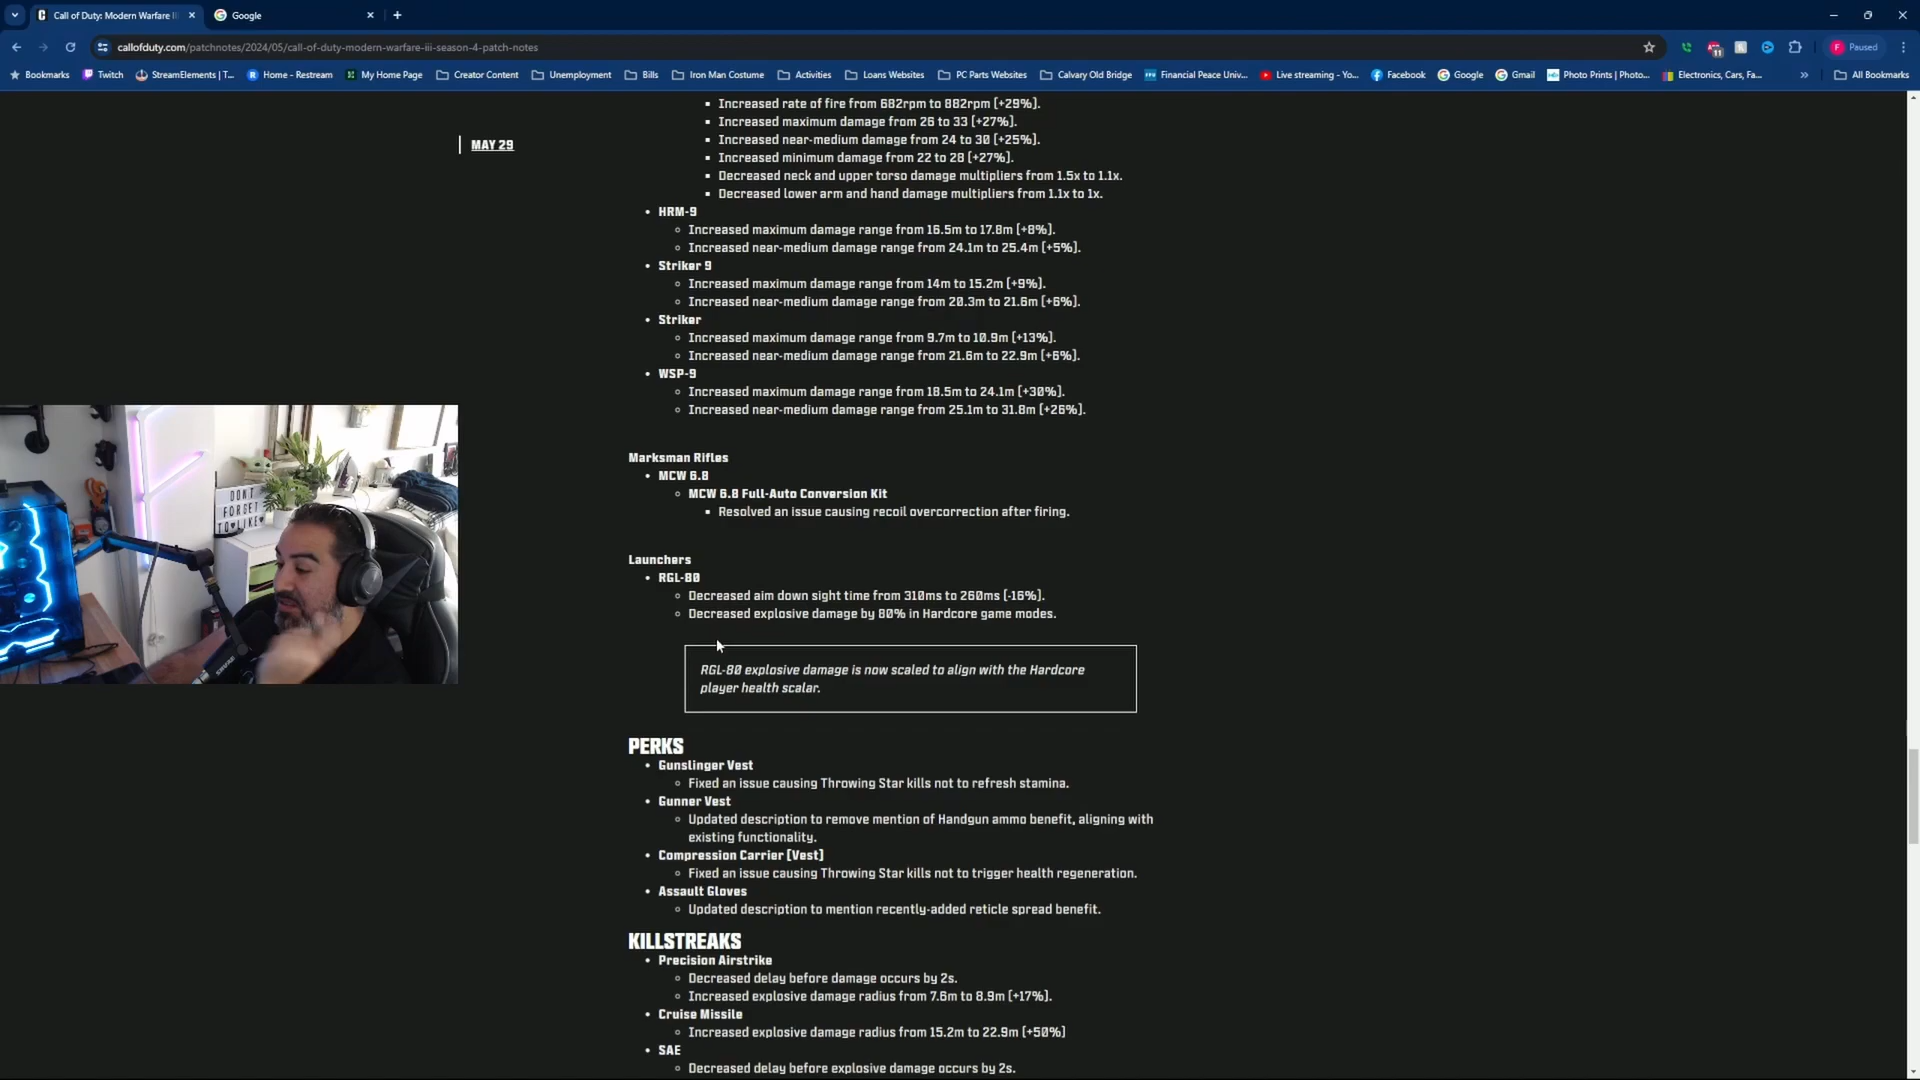 Call of Duty: Modern Warfare III
Google
callofduty.com/patchnotes/2024/05/call-of-duty-modern-warfare-iii-season-4-patch-notes
11
F Paused
Bookmarks
Twitch
StreamElements | T...
Home - Restream
My Home Page
Creator Content
Unemployment
Bills
Iron Man Costume
Activities
Loans Websites
PC Parts Websites
Calvary Old Bridge
Financial Peace Univ...
Live streaming - Yo...
Facebook
Google
Gmail
Photo Prints | Photo...
Electronics, Cars, Fa...
All Bookmarks
MAY 29
Increased rate of fire from 682rpm to 882rpm [+29%].
Increased maximum damage from 26 to 33 [+27%].
Increased near-medium damage from 24 to 30 [+25%].
Increased minimum damage from 22 to 28 [+27%].
Decreased neck and upper torso damage multipliers from 1.5x to 1.1x.
Decreased lower arm and hand damage multipliers from 1.1x to 1x.
HRM-9
Increased maximum damage range from 16.5m to 17.8m [+8%].
Increased near-medium damage range from 24.1m to 25.4m [+5%].
Striker 9
Increased maximum damage range from 14m to 15.2m [+9%].
Increased near-medium damage range from 20.3m to 21.6m [+6%].
Striker
Increased maximum damage range from 9.7m to 10.9m [+13%].
Increased near-medium damage range from 21.6m to 22.9m [+6%].
WSP-9
Increased maximum damage range from 18.5m to 24.1m [+30%].
Increased near-medium damage range from 25.1m to 31.8m [+26%].
Marksman Rifles
MCW 6.8
MCW 6.8 Full-Auto Conversion Kit
Resolved an issue causing recoil overcorrection after firing.
Launchers
RGL-80
Decreased aim down sight time from 310ms to 260ms [-16%].
Decreased explosive damage by 80% in Hardcore game modes.
RGL-80 explosive damage is now scaled to align with the Hardcore
player health scalar.
PERKS
Gunslinger Vest
Fixed an issue causing Throwing Star kills not to refresh stamina.
Gunner Vest
Updated description to remove mention of Handgun ammo benefit, aligning with
existing functionality.
Compression Carrier [Vest]
Fixed an issue causing Throwing Star kills not to trigger health regeneration.
Assault Gloves
Updated description to mention recently-added reticle spread benefit.
KILLSTREAKS
Precision Airstrike
Decreased delay before damage occurs by 2s.
Increased explosive damage radius from 7.6m to 8.9m [+17%].
Cruise Missile
Increased explosive damage radius from 15.2m to 22.9m [+50%]
SAE
Decreased delay before explosive damage occurs by 2s.
DON'T
FORGET
TO♥LIKE♥
SHURE